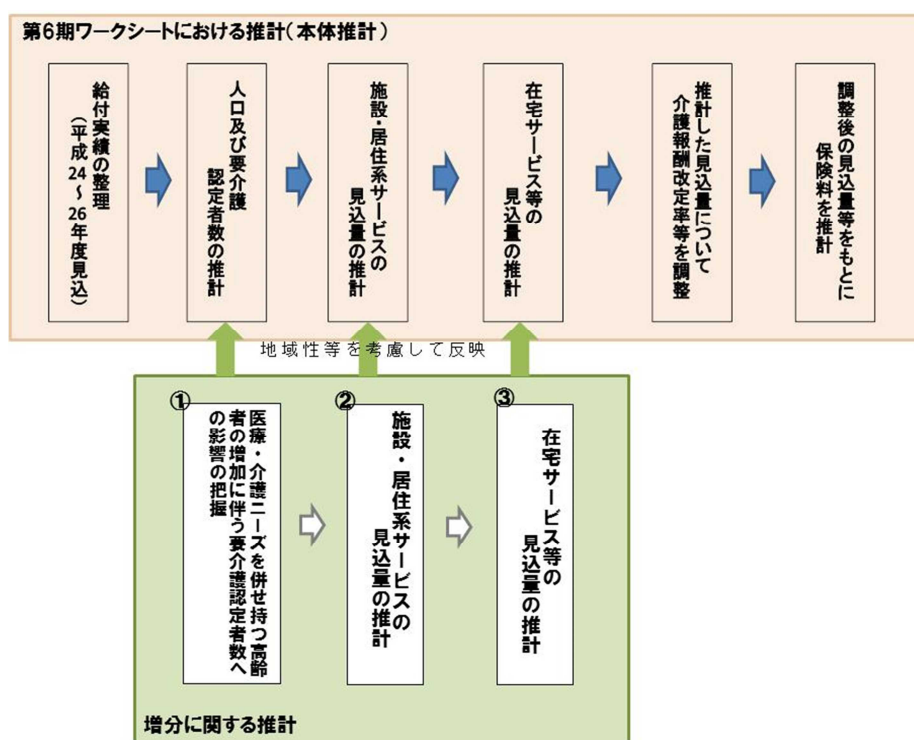 第6期ワークシートにおける推計(本体推計)
給付実績の整理
(平成24～26年度見込)
人口及び要介護
認定者数の推計
施設・居住系サービスの
見込量の推計
在宅サービス等の
見込量の推計
推計した見込量について
介護報酬改定率等を調整
調整後の見込量等をもとに
保険料を推計
地域性等を考慮して反映
①
医療・介護ニーズを併せ持つ高齢
者の増加に伴う要介護認定者数へ
の影響の把握
②
施設・居住系サービスの
見込量の推計
③
在宅サービス等の
見込量の推計
増分に関する推計